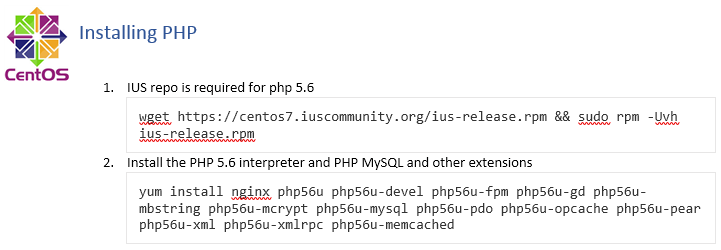 Installing PHP
CentOS
1. IUS repo is required for php 5.6
wget https://centos7.iuscommunity.org/ius-release.rpm && sudo rpm -Uvh
ius-release.rpm
2. Install the PHP 5.6 interpreter and PHP MySQL and other extensions
yum install nginx php56u php56u-devel php56u-fpm php56u-gd php56u-
mbstring php56u-mcrypt php56u-mysql php56u-pdo php56u-opcache php56u-pear
php56u-xml php56u-xmlrpc php56u-memcached